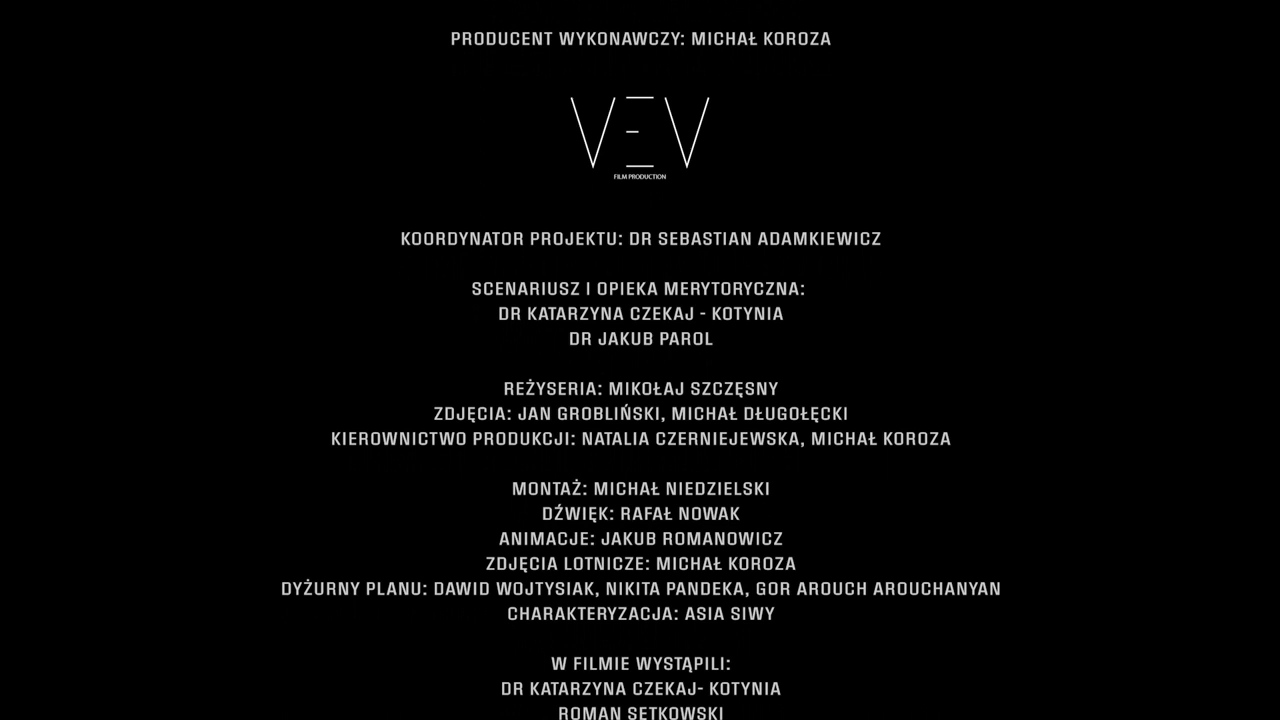 PRODUCENT WYKONAWCZY: MICHAŁ KOROZA
VEV
FILM PRODUCTION
KOORDYNATOR PROJEKTU: DR SEBASTIAN ADAMKIEWICZ
SCENARIUSZ I OPIEKA MERYTORYCZNA:
DR KATARZYNA CZEKAJ - KOTYNIA
DR JAKUB PAROL
REŻYSERIA: MIKOŁAJ SZCZĘSNY
ZDJĘCIA: JAN GROBLIŃSKI, MICHAŁ DŁUGOŁĘCKI
KIEROWNICTWO PRODUKCJI: NATALIA CZERNIEJEWSKA, MICHAŁ KOROZA
MONTAŻ: MICHAŁ NIEDZIELSKI
DŹWIĘK: RAFAŁ NOWAK
ANIMACJE: JAKUB ROMANOWICZ
ZDJĘCIA LOTNICZE: MICHAŁ KOROZA
DYŻURNY PLANU: DAWID WOJTYSIAK, NIKITA PANDEKA, GOR AROUCH AROUCHANYAN
CHARAKTERYZACJA: ASIA SIWY
W FILMIE WYSTĄPILI:
DR KATARZYNA CZEKAJ- KOTYNIA
ROMAN SETKOWSKI